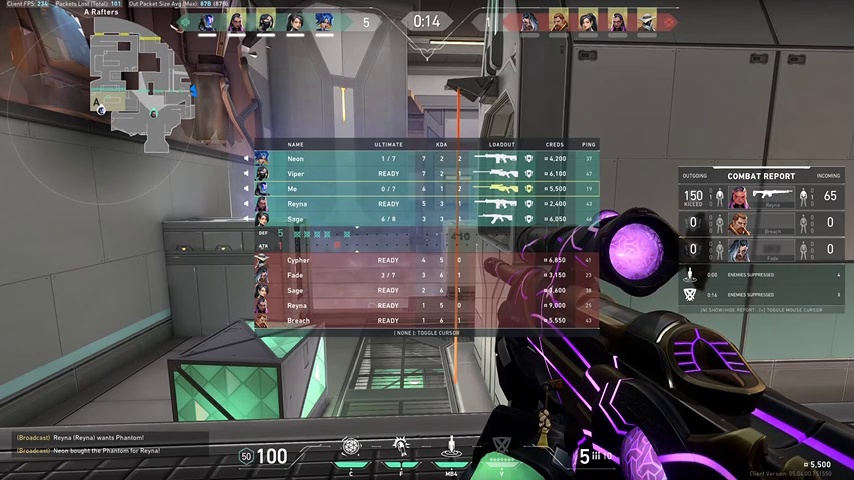 Client FPS: 234 Packets Lost (Total): 101 Out Packet Size Avg (Max): 87B (87B)
A Rafters
5 0:14 1
A
NAME ULTIMATE KDA LOADOUT CREDS PING
Neon 1 / 7 7 2 2 4,200 37
Viper READY 7 2 1 6,100 47
Me 0 / 7 6 1 2 5,500 19
Reyna READY 5 3 1 2,400 43
Sage 6 / 8 3 3 6,050
DEF 5
ATK 1
Cypher READY 4 5 0 6,850 41
Fade 3 / 7 3 6 1 3,150 23
Sage READY 2 6 1 3,600 38
Reyna READY 1 5 0 9,000 25
Breach READY 1 6 1 5,550 43
[ NONE ]: TOGGLE CURSOR
OUTGOING COMBAT REPORT INCOMING
150 KILLED Reyna 65
0 Breach 0
0 Fade 0
0:00 ENEMIES SUPPRESSED 4
0:16 ENEMIES SUPPRESSED 3
[N] SHOW/HIDE REPORT [+] TOGGLE MOUSE CURSOR
(Broadcast) Reyna (Reyna) wants Phantom!
(Broadcast) Neon bought the Phantom for Reyna!
50 100
C F MB4 V
5 10
5,500